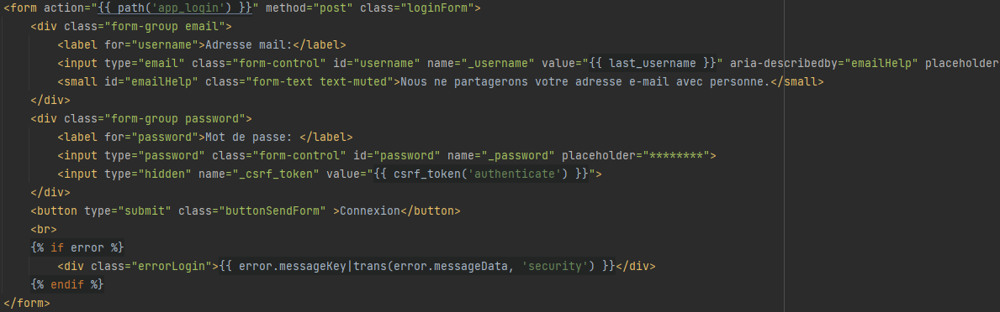 <form action="{{ path('app_login') }}" method="post" class="loginForm">
<div class="form-group email">
<label for="username">Adresse mail:</label>
<input type="email" class="form-control" id="username" name="_username" value="{{ last_username }}" aria-describedby="emailHelp" placeholder
<small id="emailHelp" class="form-text text-muted">Nous ne partagerons votre adresse e-mail avec personne.</small>
</div>
<div class="form-group password">
<label for="password">Mot de passe: </label>
<input type="password" class="form-control" id="password" name="_password" placeholder="********">
<input type="hidden" name="_csrf_token" value="{{ csrf_token('authenticate') }}">
</div>
<button type="submit" class="buttonSendForm" >Connexion</button>
<br>
{% if error %}
<div class="errorLogin">{{ error.messageKey|trans(error.messageData, 'security') }}</div>
{% endif %}
</form>